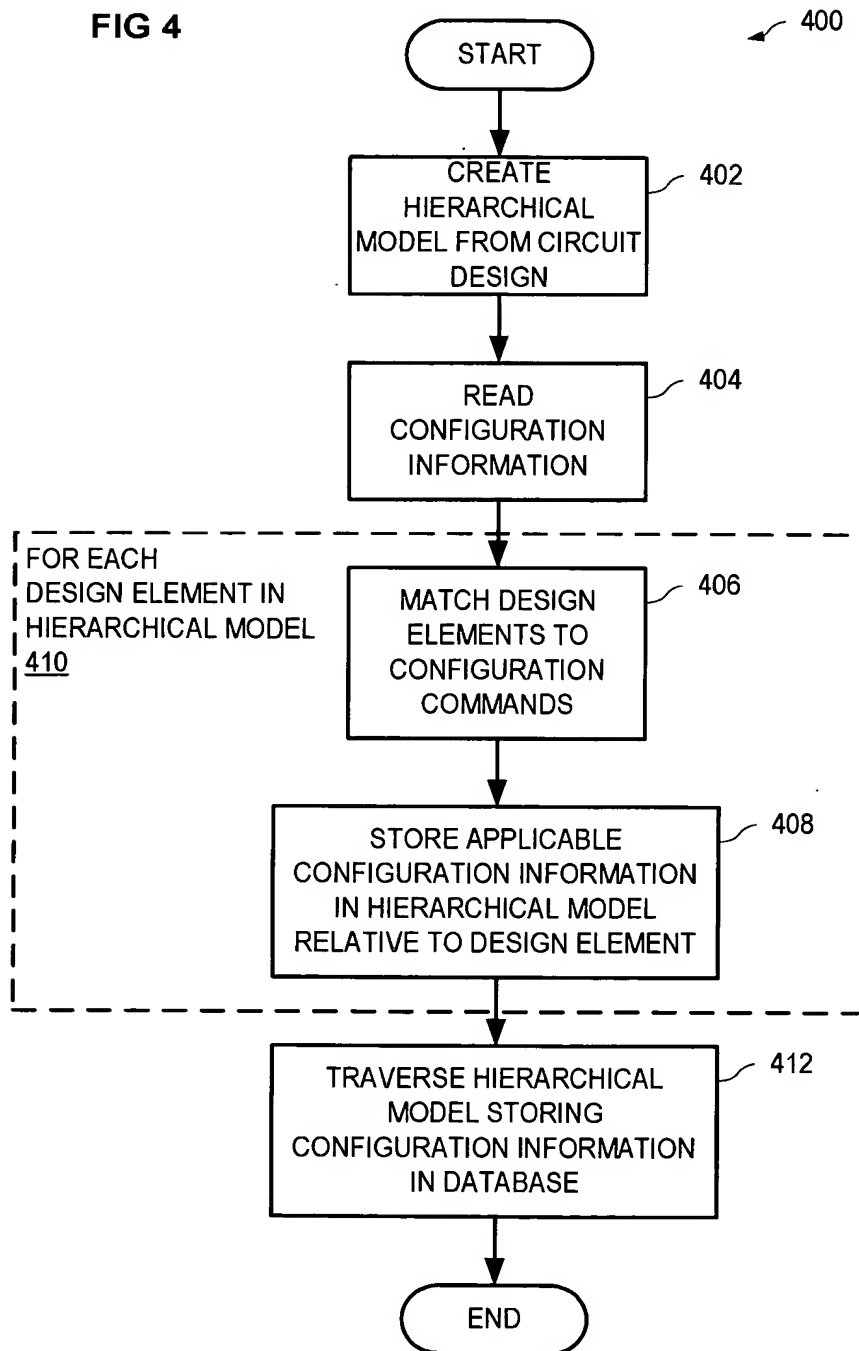 FIG 4
400
START
CREATE
HIERARCHICAL
MODEL FROM CIRCUIT
DESIGN
402
READ
CONFIGURATION
INFORMATION
404
FOR EACH
DESIGN ELEMENT IN
HIERARCHICAL MODEL
410
MATCH DESIGN
ELEMENTS TO
CONFIGURATION
COMMANDS
406
STORE APPLICABLE
CONFIGURATION INFORMATION
IN HIERARCHICAL MODEL
RELATIVE TO DESIGN ELEMENT
408
TRAVERSE HIERARCHICAL
MODEL STORING
CONFIGURATION INFORMATION
IN DATABASE
412
END